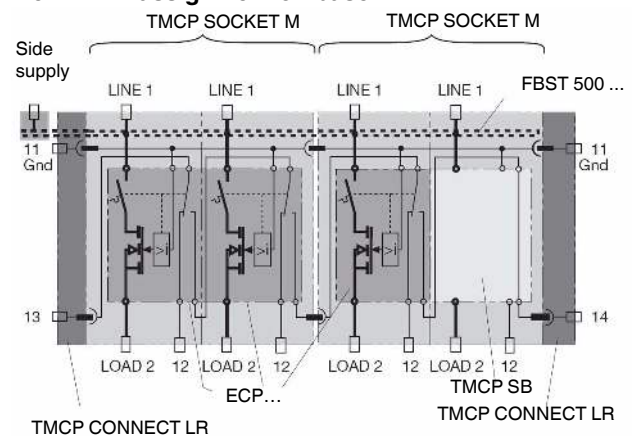 TMCP SOCKET M TMCP SOCKET M
Side
supply
LINE 1 LINE 1 LINE 1 LINE 1
FBST 500 ...
11
Gnd
11
Gnd
>i >i >i
13
14
LOAD 2 12 LOAD 2 12 LOAD 2 12 LOAD 2 12
ECP...
TMCP SB
TMCP CONNECT LR
TMCP CONNECT LR